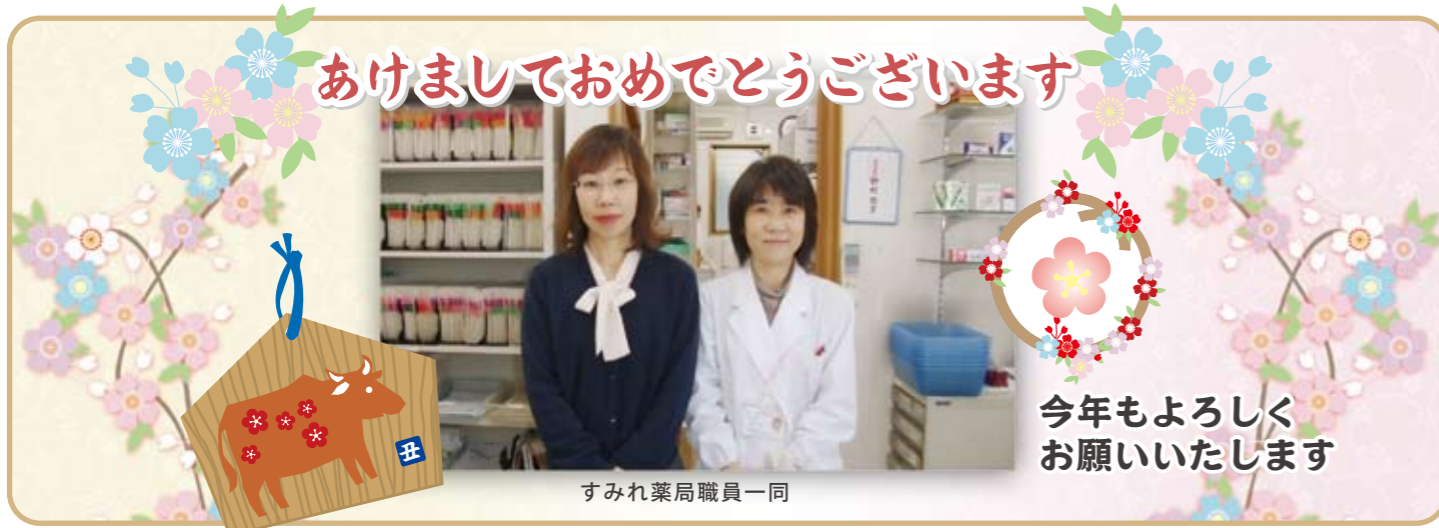 あけましておめでとうございます
丑
今年もよろしく
お願いいたします
すみれ薬局職員一同